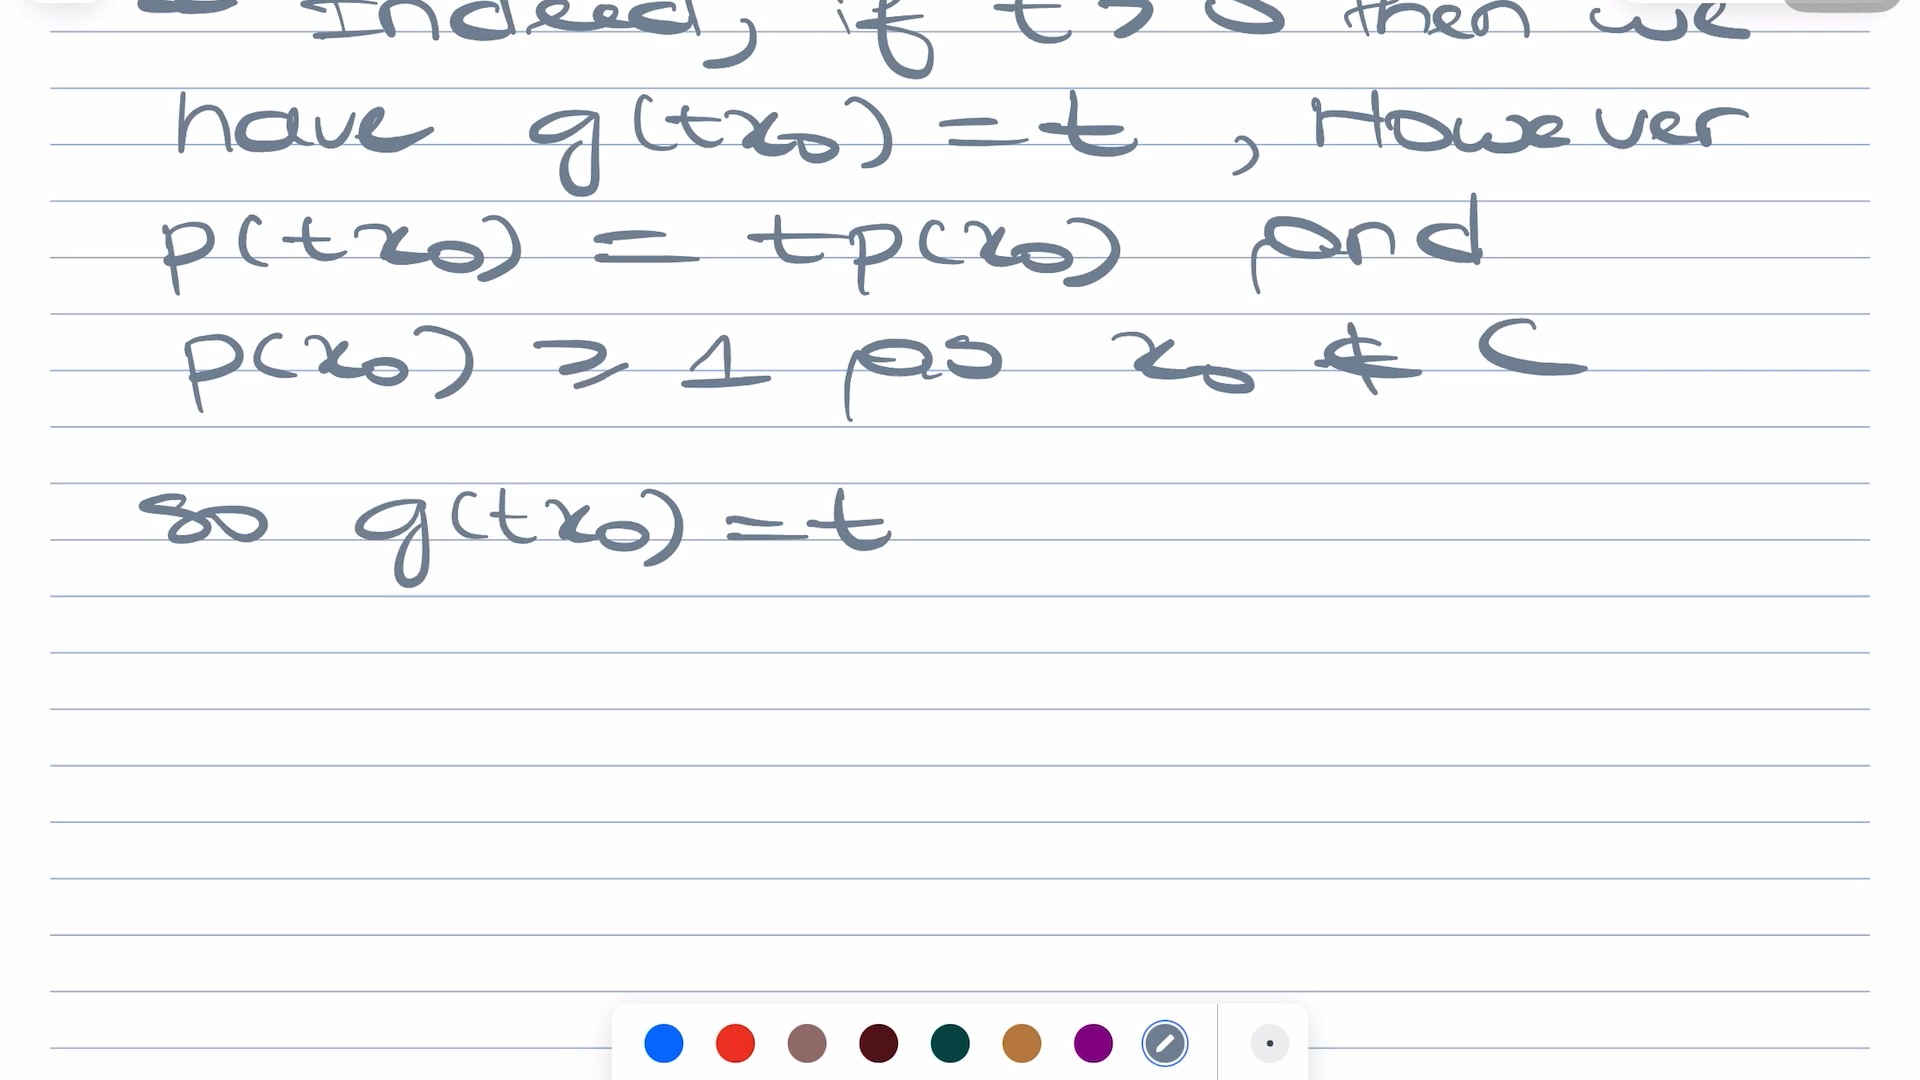 Indeed, if t > 0 then we
have g(tx₀) = t , However
p(tx₀) = tp(x₀) and
p(x₀) ⩾ 1 as x₀ ∉ C
so g(tx₀) = t